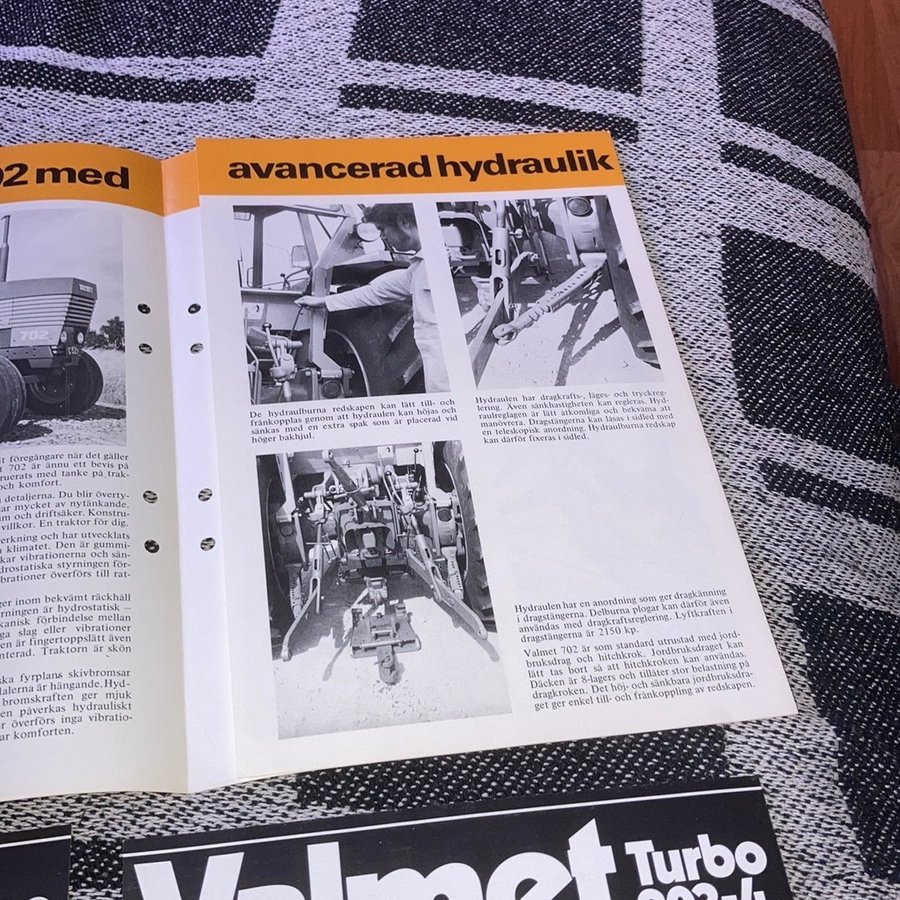 02 med
avancerad hydraulik
702
De hydraulburna redskapen kan lätt till- och
frånkopplas genom att hydraulen kan höjas och
sänkas med en extra spak som är placerad vid
höger bakhjul.
Hydraulen har dragkrafts-, läges- och tryckreg-
lering. Även sänkhastigheten kan regleras. Hyd-
raulreglagen är lätt åtkomliga och bekväma att
manövrera. Dragstängerna kan låsas i sidled med
en teleskopisk anordning. Hydraulburna redskap
kan därför fixeras i sidled.
föregångare när det gäller
702 är ännu ett bevis på
ruerats med tanke på trak-
och komfort.
detaljerna. Du blir överty-
ar mycket av nytänkande.
m och driftsäker. Konstru-
villkor. En traktor för dig.
erkning och har utvecklats
klimatet. Den är gummi-
kar vibrationerna och sän-
drostatiska styrningen för-
brationer överförs till rat-
ger inom bekvämt räckhåll
rningen är hydrostatisk –
kanisk förbindelse mellan
ga slag eller vibrationer
en är fingertoppslätt även
nterad. Traktorn är skön
ska fyrplans skivbromsar
dalerna är hängande. Hyd-
bromskraften ger mjuk
en påverkas hydrauliskt
r överförs inga vibratio-
ar komforten.
Hydraulen har en anordning som ger dragkänning
i dragstängerna. Delburna plogar kan därför även
användas med dragkraftsreglering. Lyftkraften i
dragstängerna är 2150 kp.
Valmet 702 är som standard utrustad med jord-
bruksdrag och hitchkrok. Jordbruksdraget kan
lätt tas bort så att hitchkroken kan användas.
Däcken är 8-lagers och tillåter stor belastning på
dragkroken. Det höj- och sänkbara jordbruksdra-
get ger enkel till- och frånkoppling av redskapen.
Valmet Turbo